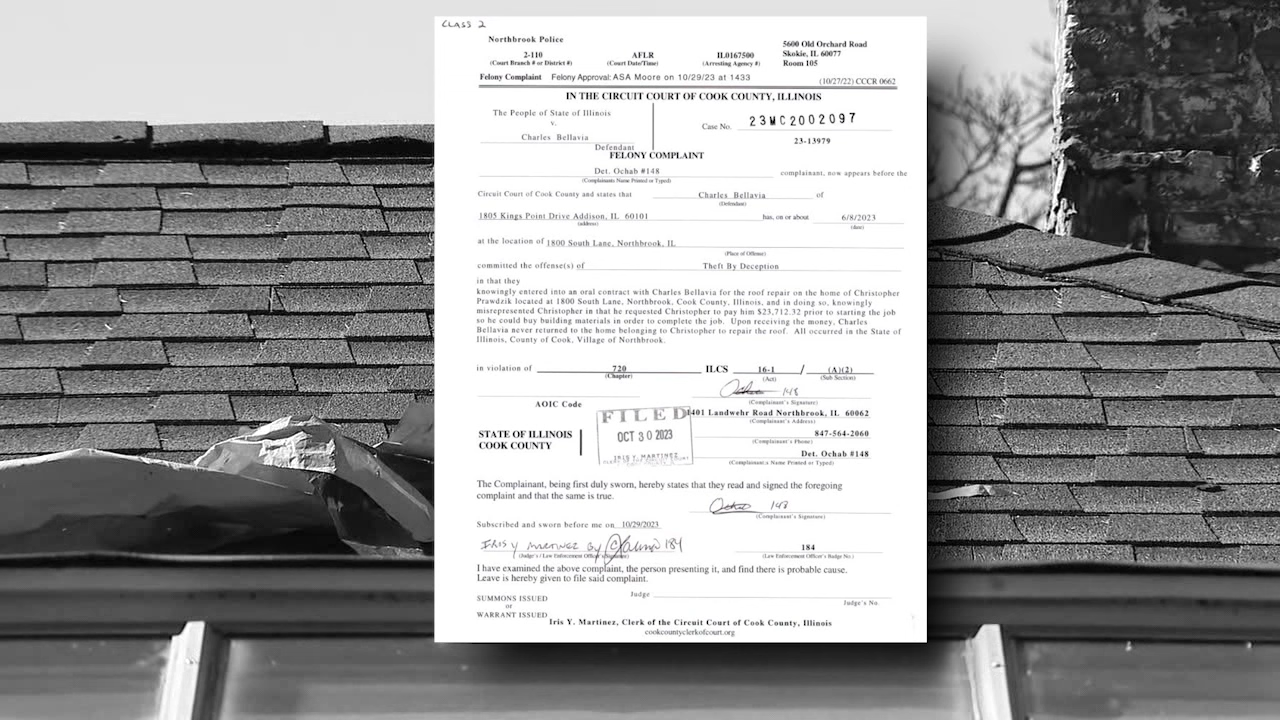 CLASS 2
Northbrook Police
2-110 AFLR IL0167500 5600 Old Orchard Road
(Court Branch # or District #) (Court Date/Time) (Arresting Agency #) Skokie, IL 60077
Room 105
Felony Complaint Felony Approval: ASA Moore on 10/29/23 at 1433 (10/27/22) CCCR 0662
IN THE CIRCUIT COURT OF COOK COUNTY, ILLINOIS
The People of State of Illinois
v.
Charles Bellavia
Defendant
Case No. 23MC2002097
23-13979
FELONY COMPLAINT
Det. Ochab #148 complainant, now appears before the
(Complainants Name Printed or Typed)
Circuit Court of Cook County and states that Charles Bellavia of
(Defendant)
1805 Kings Point Drive Addison, IL 60101 has, on or about 6/8/2023
(address) (date)
at the location of 1800 South Lane, Northbrook, IL
(Place of Offense)
committed the offense(s) of Theft By Deception
in that they
knowingly entered into an oral contract with Charles Bellavia for the roof repair on the home of Christopher
Prawdzik located at 1800 South Lane, Northbrook, Cook County, Illinois, and in doing so, knowingly
misrepresented Christopher in that he requested Christopher to pay him $23,712.32 prior to starting the job
so he could buy building materials in order to complete the job. Upon receiving the money, Charles
Bellavia never returned to the home belonging to Christopher to repair the roof. All occurred in the State of
Illinois, County of Cook, Village of Northbrook.
in violation of 720 ILCS 16-1 / (A)(2)
(Chapter) (Act) (Sub Section)
148
(Complainant's Signature)
AOIC Code
FILED
OCT 30 2023
IRIS Y. MARTINEZ
1401 Landwehr Road Northbrook, IL 60062
(Complainant's Address)
STATE OF ILLINOIS
COOK COUNTY
847-564-2060
(Complainant's Phone)
Det. Ochab #148
(Complainant;s Name Printed or Typed)
The Complainant, being first duly sworn, hereby states that they read and signed the foregoing
complaint and that the same is true.
148
(Complainant's Signature)
Subscribed and sworn before me on 10/29/2023
IRIS Y MARTINEZ BY 184 184
(Judge's / Law Enforcement Officer's Signature) (Law Enforcement Officer's Badge No.)
I have examined the above complaint, the person presenting it, and find there is probable cause.
Leave is hereby given to file said complaint.
SUMMONS ISSUED Judge
or Judge's No.
WARRANT ISSUED
Iris Y. Martinez, Clerk of the Circuit Court of Cook County, Illinois
cookcountyclerkofcourt.org